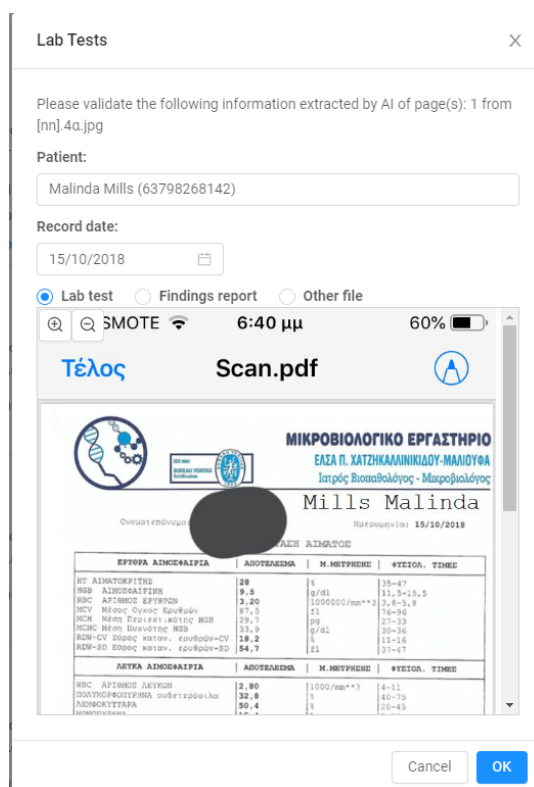 Lab Tests
Please validate the following information extracted by AI of page(s): 1 from
[nn].4α.jpg
Patient:
Malinda Mills (63798268142)
Record date:
15/10/2018
Lab test Findings report Other file
SMOTE 6:40 μμ 60%
Τέλος Scan.pdf
ΜΙΚΡΟΒΙΟΛΟΓΙΚΟ ΕΡΓΑΣΤΗΡΙΟ
ΕΛΣΑ Π. ΧΑΤΖΗΚΑΛΛΙΝΙΚΙΔΟΥ-ΜΑΛΙΟΥΦΑ
Ιατρός Βιοπαθολόγος - Μικροβιολόγος
BUREAU VERITAS
Certification
Mills Malinda
Ονοματεπώνυμο: Ημερομηνία: 15/10/2018
ΑΙΜΑΤΟΣ
ΕΡΥΘΡΑ ΑΙΜΟΣΦΑΙΡΙΑ | ΑΠΟΤΕΛΕΣΜΑ | Μ.ΜΕΤΡΗΣΗΣ | ΦΥΣΙΟΛ. ΤΙΜΕΣ
HT ΑΙΜΑΤΟΚΡΙΤΗΣ 28 % 35-47
HGB ΑΙΜΟΣΦΑΙΡΙΝΗ 9,5 g/dl 11,5-15,5
RBC ΑΡΙΘΜΟΣ ΕΡΥΘΡΩΝ 3,20 1000000/mm**3 3,8-5,8
MCV Μέσος Ογκος Ερυθρών 87,5 fl 76-96
MCH Μέση Περιεκτικότης HGB 29,7 pg 27-33
MCHC Μέση Πυκνότης HGB 33,9 g/dl 30-36
RDW-CV Εύρος καταν. ερυθρών-CV 18,2 % 11-16
RDW-SD Εύρος καταν. ερυθρών-SD 54,7 fl 37-47
ΛΕΥΚΑ ΑΙΜΟΣΦΑΙΡΙΑ | ΑΠΟΤΕΛΕΣΜΑ | Μ.ΜΕΤΡΗΣΗΣ | ΦΥΣΙΟΛ. ΤΙΜΕΣ
WBC ΑΡΙΘΜΟΣ ΛΕΥΚΩΝ 2,80 1000/mm**3 4-11
ΠΟΛΥΜΟΡΦΟΠΥΡΗΝΑ ουδετερόφιλα 32,8 % 40-75
ΛΕΜΦΟΚΥΤΤΑΡΑ 50,4 % 20-45
Cancel OK